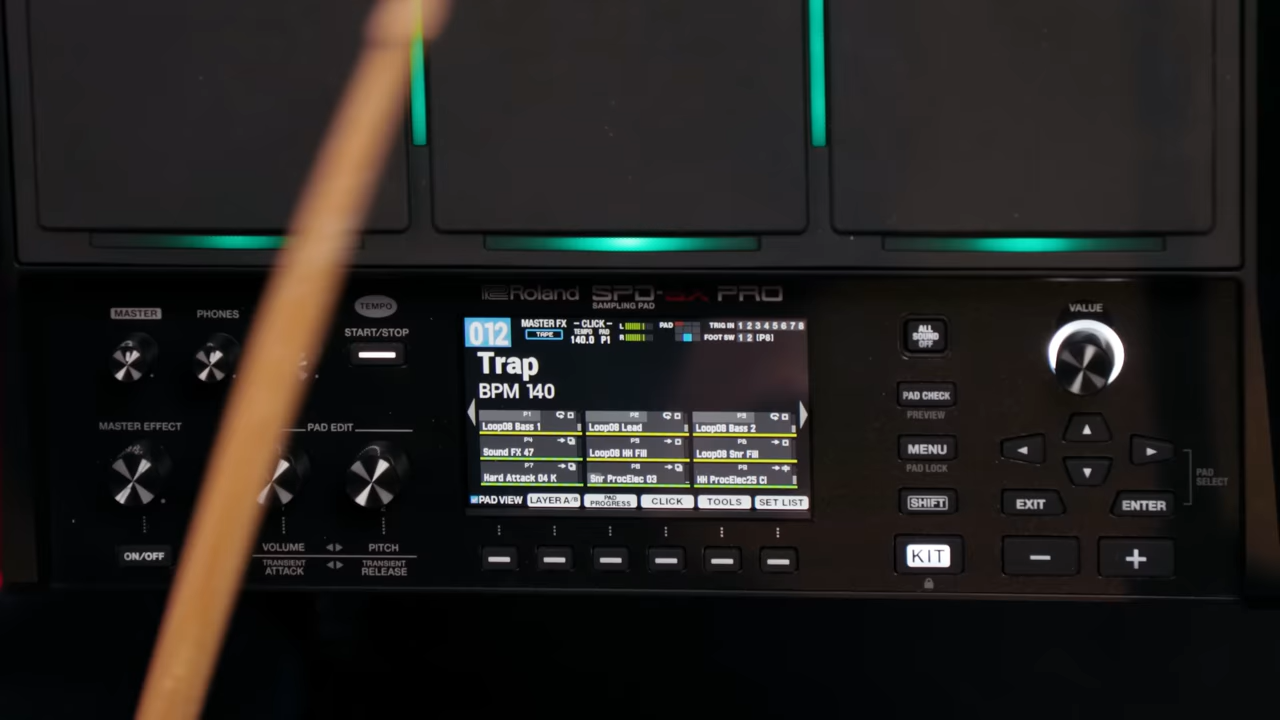 Roland SPD-SX PRO
SAMPLING PAD
MASTER
PHONES
TEMPO
START/STOP
MASTER EFFECT
PAD EDIT
ON/OFF
VOLUME
PITCH
TRANSIENT ATTACK
TRANSIENT RELEASE
012
MASTER FX
TAPE
– CLICK –
TEMPO PAD
140.0 P1
L
R
PAD
TRIG IN 1 2 3 4 5 6 7 8
FOOT SW 1 2 [P8]
Trap
BPM 140
P1 P2 P3
Loop08 Bass 1 Loop08 Lead Loop08 Bass 2
P4 P5 P6
Sound FX 47 Loop08 HH Fill Loop08 Snr Fill
P7 P8 P9
Hard Attack 04 K Snr ProcElec 03 HH ProcElec25 Cl
PAD VIEW LAYER A/B PAD PROGRESS CLICK TOOLS SET LIST
ALL SOUND OFF
PAD CHECK
PREVIEW
MENU
PAD LOCK
SHIFT
KIT
VALUE
PAD SELECT
EXIT
ENTER
− +